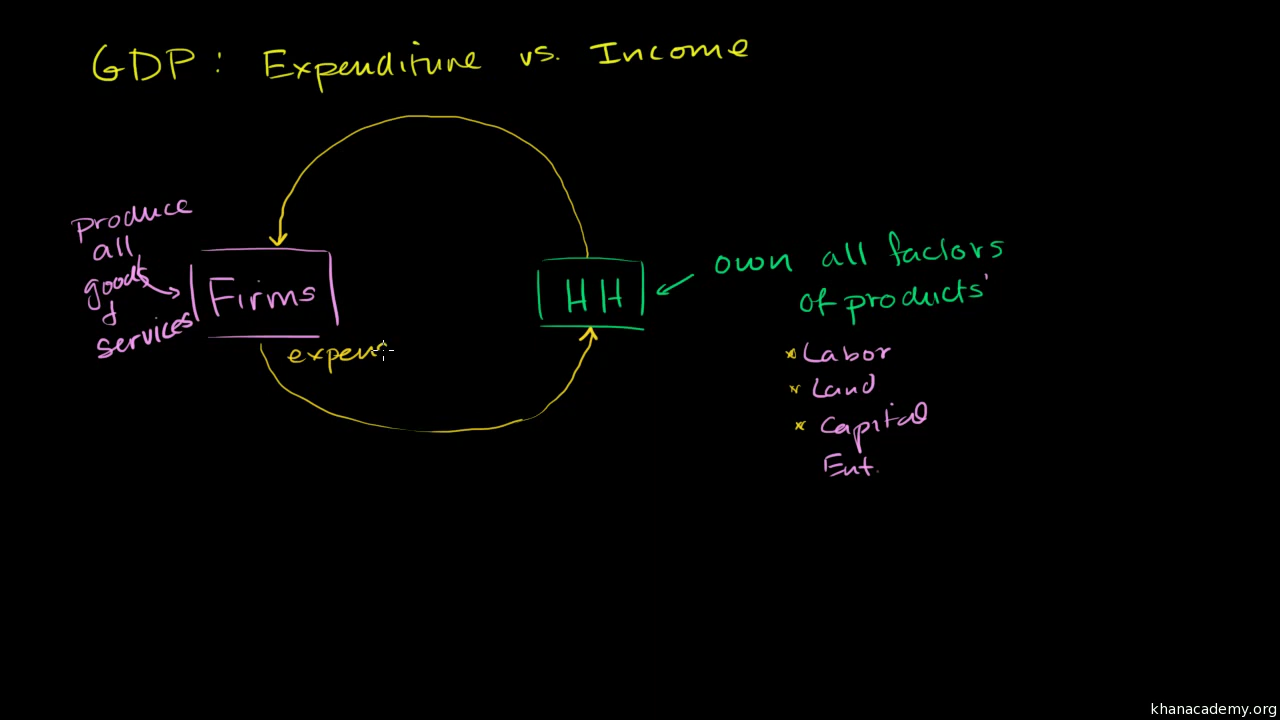 GDP: Expenditure vs. Income
Produce
all
goods
&
services
Firms
expens
HH
own all factors
of products'
Labor
Land
Capital
Ent.
khanacademy.org